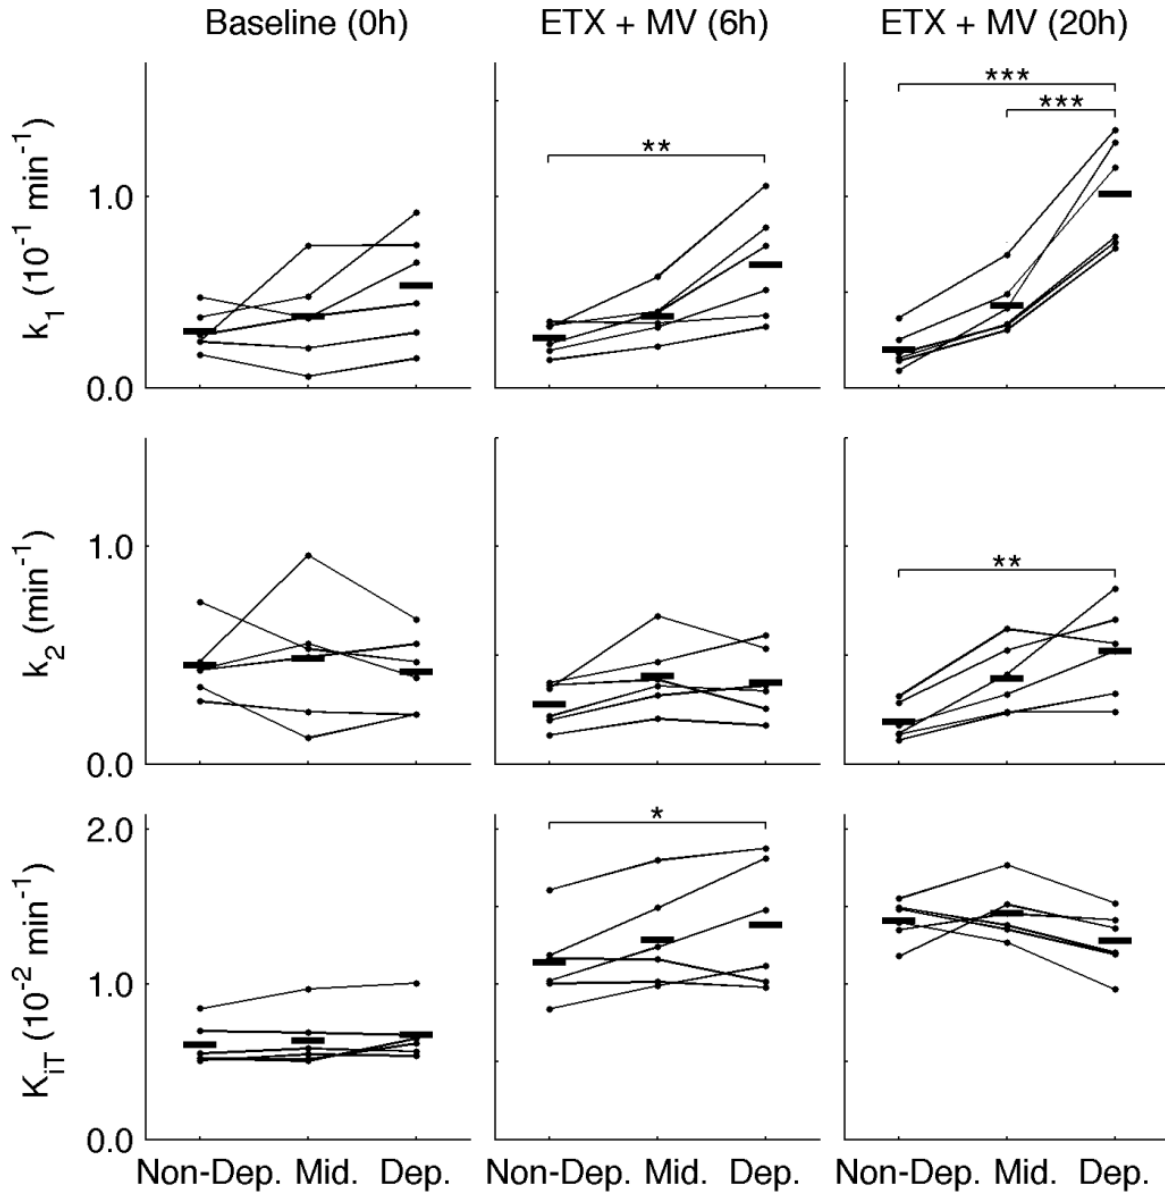 Baseline (0h) ETX + MV (6h) ETX + MV (20h)
***
***
**
k₁ (10⁻¹ min⁻¹)
1.0
0.0
**
k₂ (min⁻¹)
1.0
0.0
*
K_iT (10⁻² min⁻¹)
2.0
1.0
0.0
Non-Dep. Mid. Dep. Non-Dep. Mid. Dep. Non-Dep. Mid. Dep.